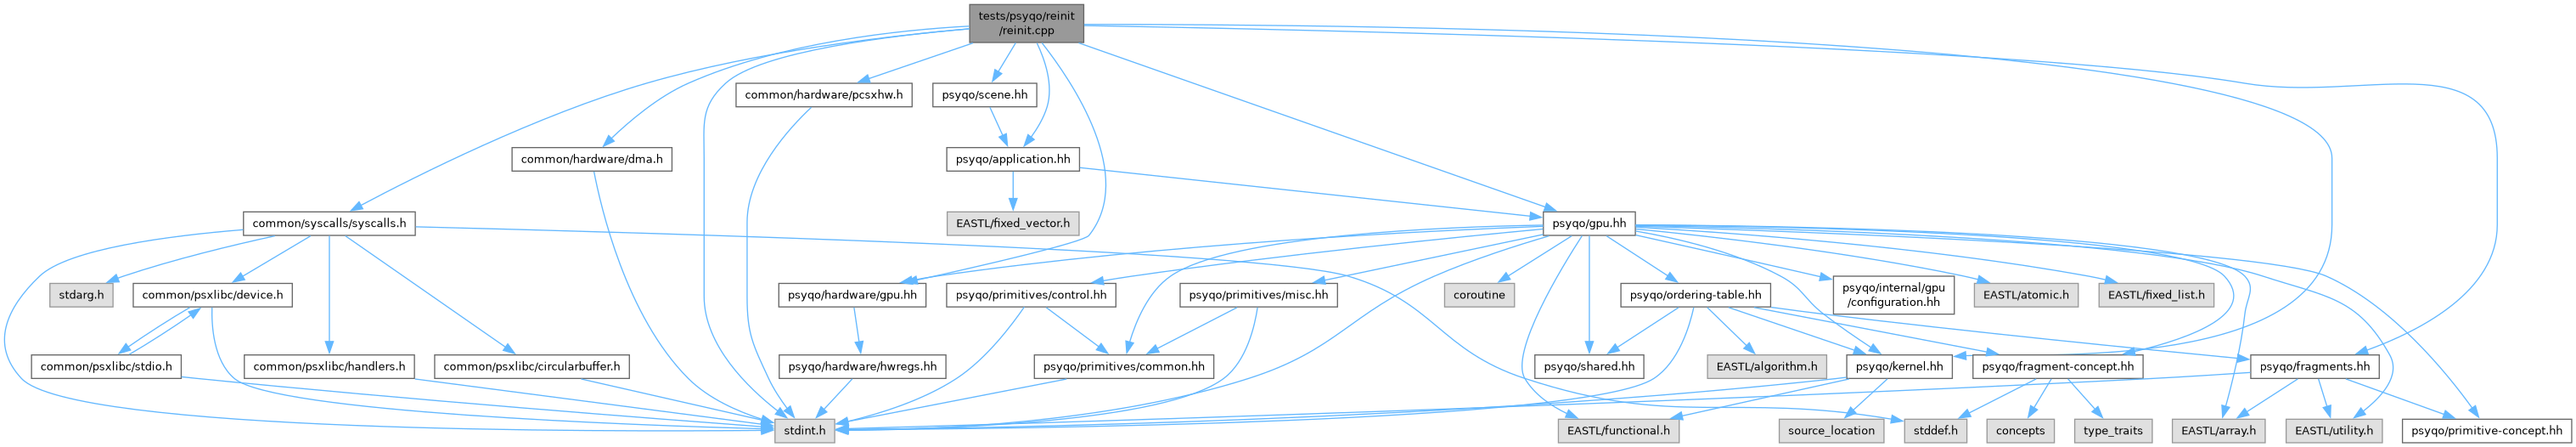 tests/psyqo/reinit
/reinit.cpp
common/hardware/pcsxhw.h
psyqo/scene.hh
common/hardware/dma.h
psyqo/application.hh
common/syscalls/syscalls.h
EASTL/fixed_vector.h
psyqo/gpu.hh
stdarg.h
common/psxlibc/device.h
psyqo/hardware/gpu.hh
psyqo/primitives/control.hh
psyqo/primitives/misc.hh
coroutine
psyqo/ordering-table.hh
psyqo/internal/gpu
/configuration.hh
EASTL/atomic.h
EASTL/fixed_list.h
common/psxlibc/stdio.h
common/psxlibc/handlers.h
common/psxlibc/circularbuffer.h
psyqo/hardware/hwregs.hh
psyqo/primitives/common.hh
psyqo/shared.hh
EASTL/algorithm.h
psyqo/kernel.hh
psyqo/fragment-concept.hh
psyqo/fragments.hh
stdint.h
EASTL/functional.h
source_location
stddef.h
concepts
type_traits
EASTL/array.h
EASTL/utility.h
psyqo/primitive-concept.hh